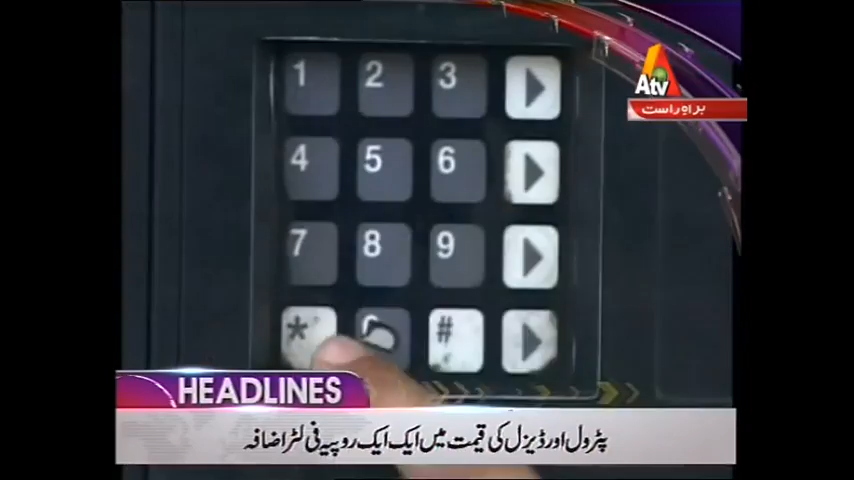 1 2 3
Atv
براہ راست
4 5 6
7 8 9
* #
HEADLINES
پٹرول اور ڈیزل کی قیمت میں ایک ایک روپیہ فی لٹر اضافہ